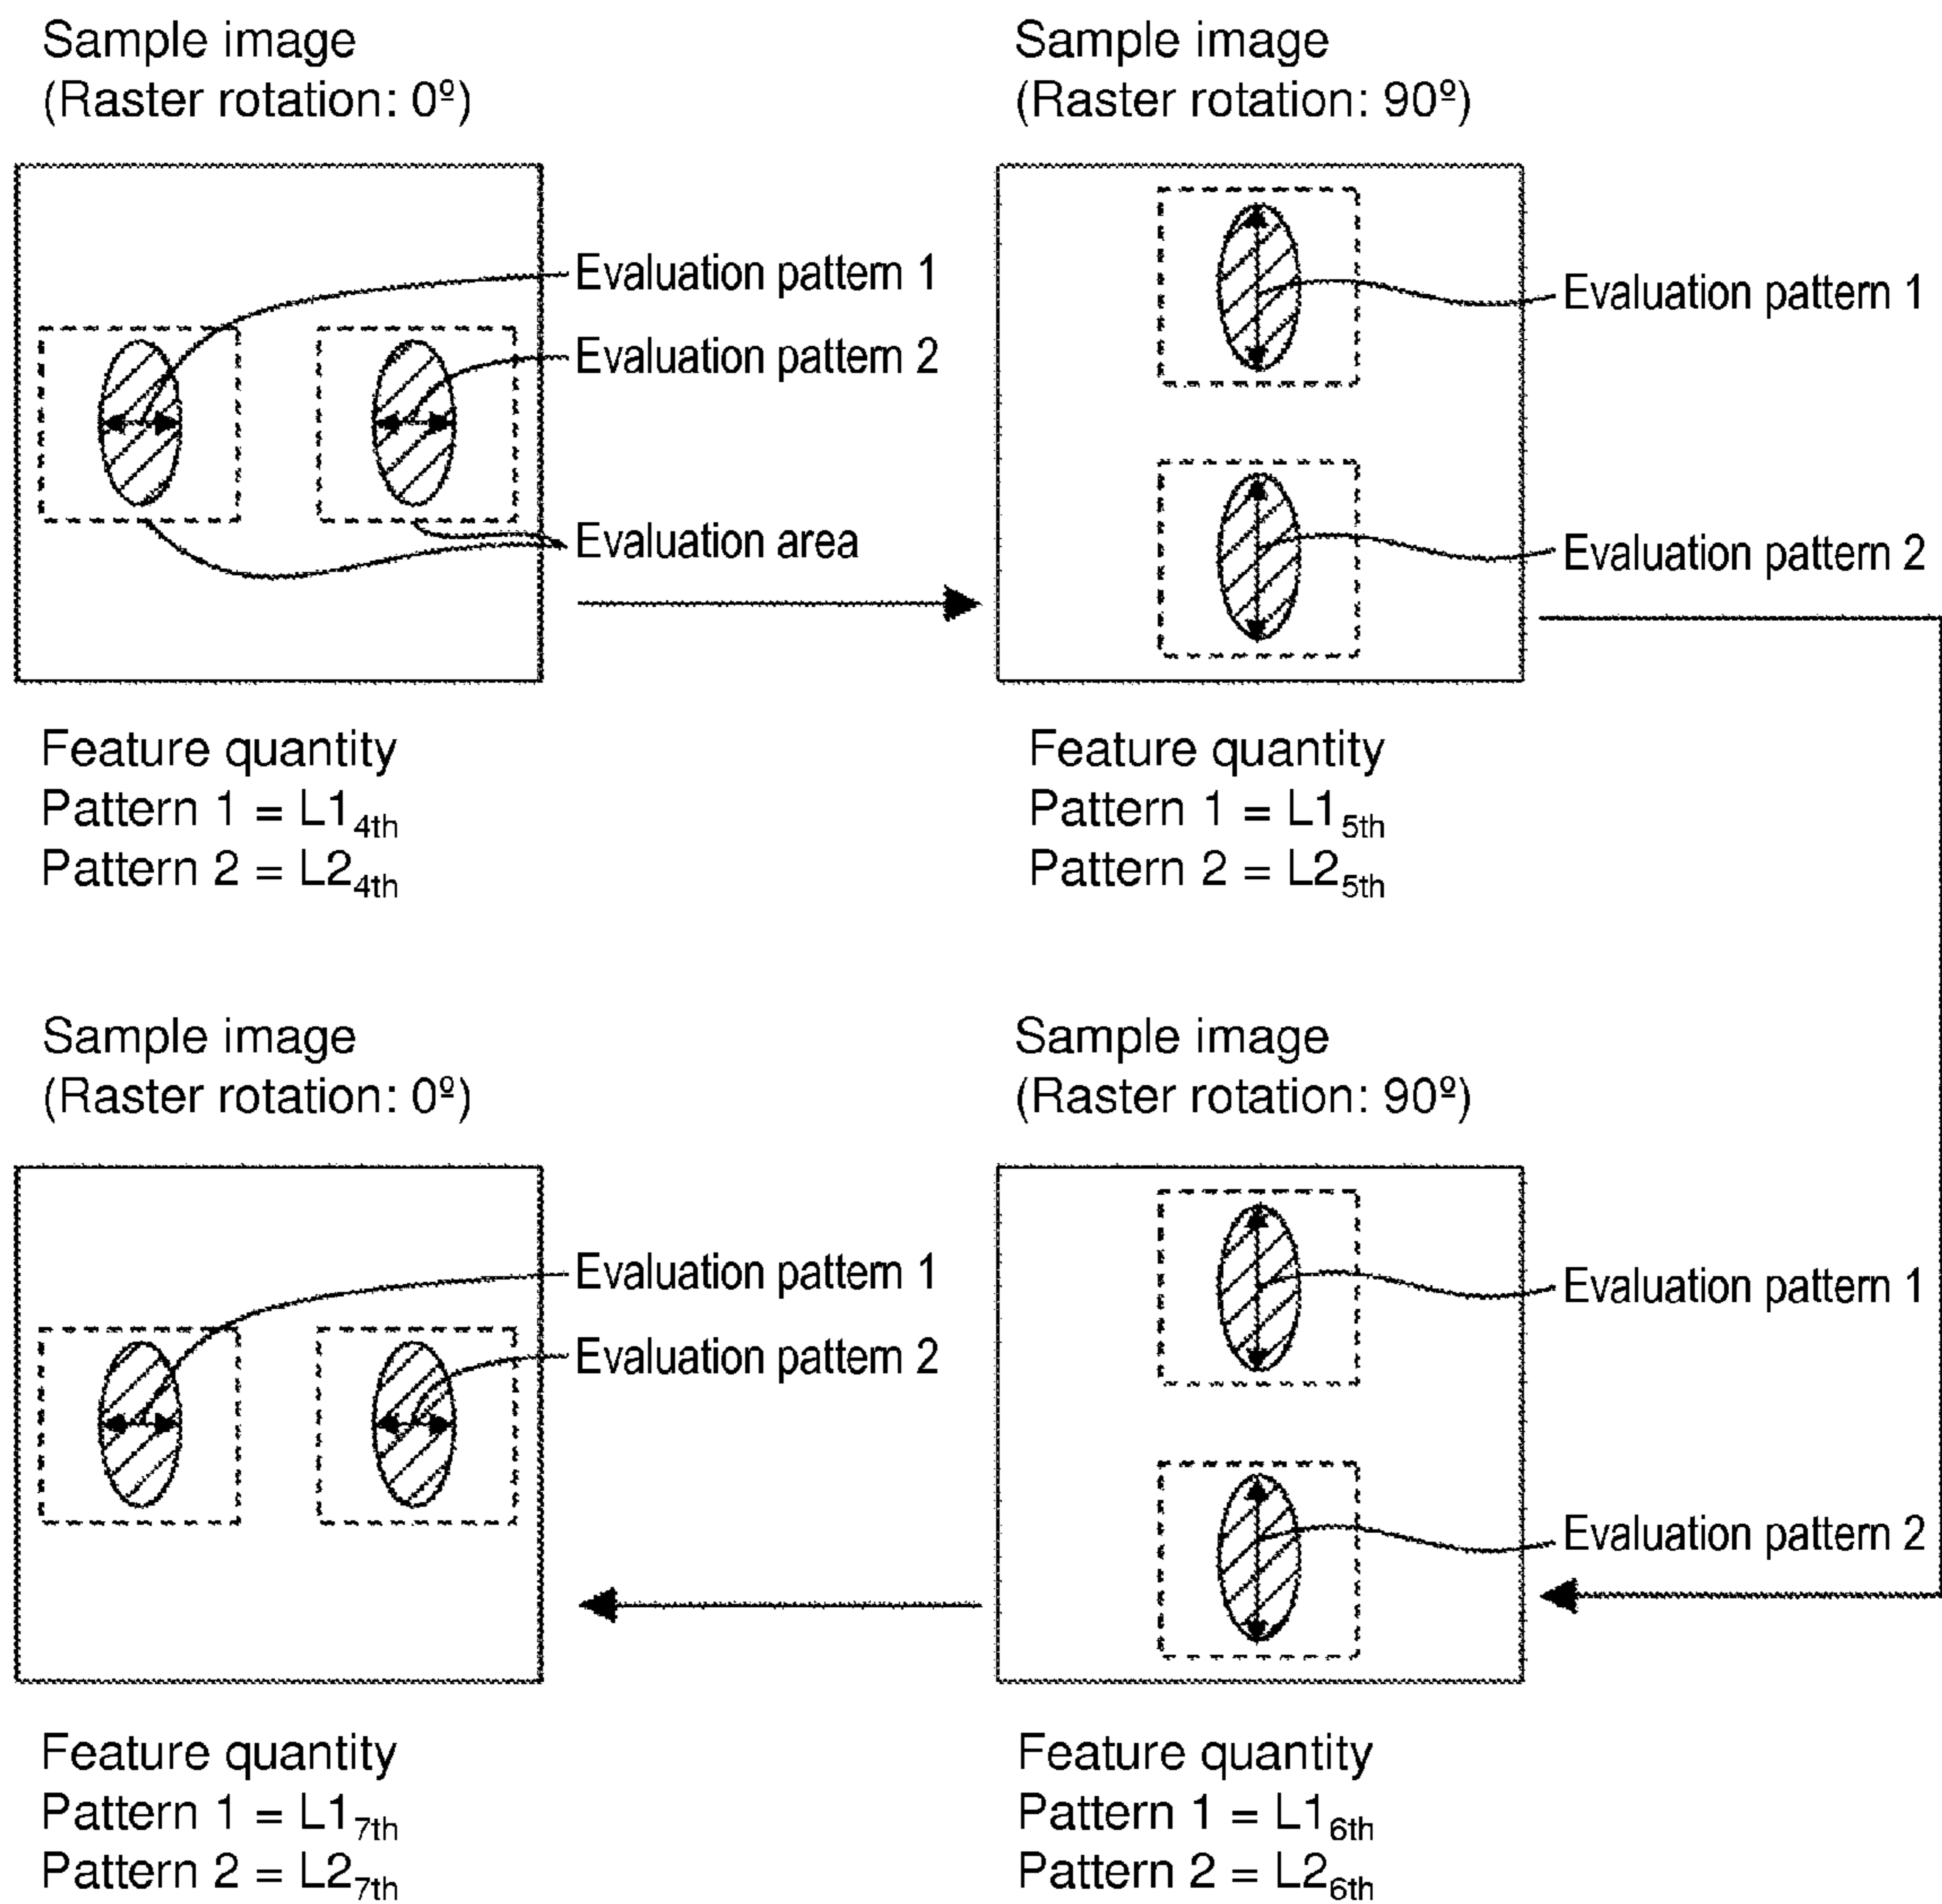 Sample image
(Raster rotation: 0º)
Evaluation pattern 1
Evaluation pattern 2
Evaluation area
Feature quantity
Pattern 1 = L1₄ₜₕ
Pattern 2 = L2₄ₜₕ
Sample image
(Raster rotation: 90º)
Evaluation pattern 1
Evaluation pattern 2
Feature quantity
Pattern 1 = L1₅ₜₕ
Pattern 2 = L2₅ₜₕ
Sample image
(Raster rotation: 0º)
Evaluation pattern 1
Evaluation pattern 2
Feature quantity
Pattern 1 = L1₇ₜₕ
Pattern 2 = L2₇ₜₕ
Sample image
(Raster rotation: 90º)
Evaluation pattern 1
Evaluation pattern 2
Feature quantity
Pattern 1 = L1₆ₜₕ
Pattern 2 = L2₆ₜₕ